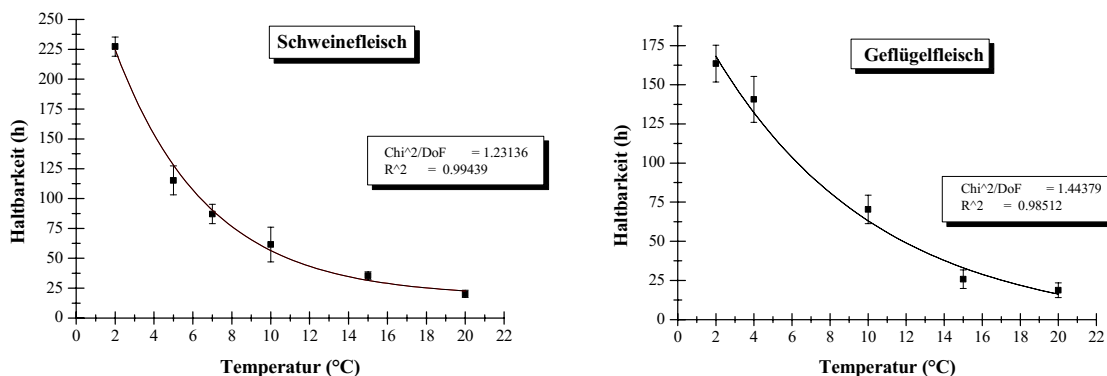 Schweinefleisch
Haltbarkeit (h)
250
225
200
175
150
125
100
75
50
25
0
Chi^2/DoF = 1.23136
R^2 = 0.99439
0 2 4 6 8 10 12 14 16 18 20 22
Temperatur (°C)
Geflügelfleisch
Haltbarkeit (h)
175
150
125
100
75
50
25
0
Chi^2/DoF = 1.44379
R^2 = 0.98512
0 2 4 6 8 10 12 14 16 18 20 22
Temperatur (°C)